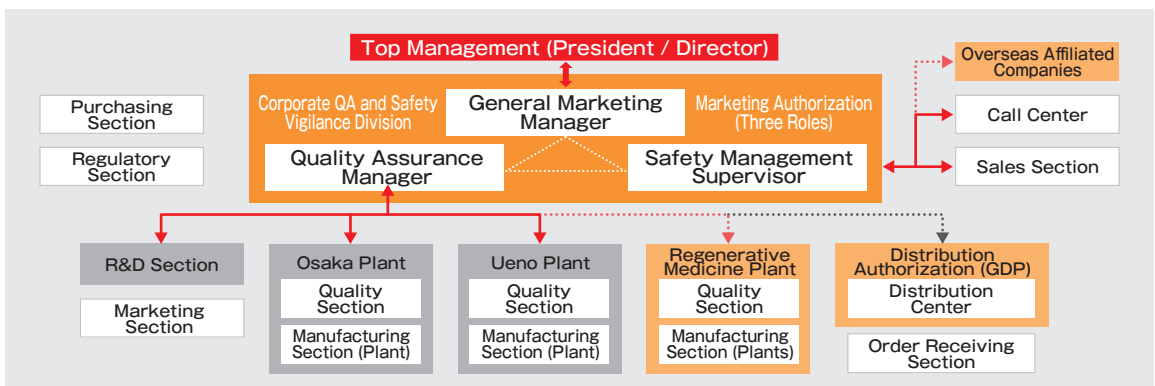 Top Management (President / Director)
Corporate QA and Safety
Vigilance Division
General Marketing
Manager
Marketing Authorization
(Three Roles)
Quality Assurance
Manager
Safety Management
Supervisor
Purchasing
Section
Regulatory
Section
Overseas Affiliated
Companies
Call Center
Sales Section
R&D Section
Marketing
Section
Osaka Plant
Quality
Section
Manufacturing
Section (Plant)
Ueno Plant
Quality
Section
Manufacturing
Section (Plant)
Regenerative
Medicine Plant
Quality
Section
Manufacturing
Section (Plants)
Distribution
Authorization (GDP)
Distribution
Center
Order Receiving
Section